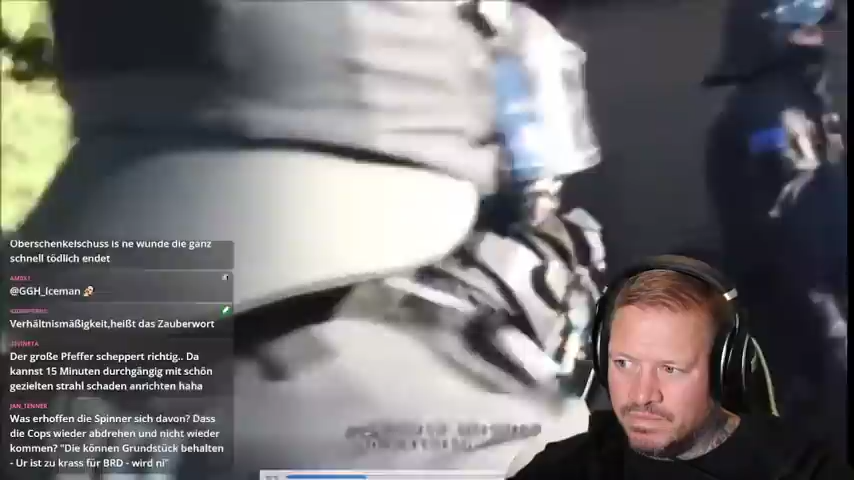 Oberschenkelschuss is ne wunde die ganz
schnell tödlich endet
@GGH_Iceman
Verhältnismäßigkeit,heißt das Zauberwort
Der große Pfeffer scheppert richtig.. Da
kannst 15 Minuten durchgängig mit schön
gezielten strahl schaden anrichten haha
JAN_TENNER
Was erhoffen die Spinner sich davon? Dass
die Cops wieder abdrehen und nicht wieder
kommen? "Die können Grundstück behalten
- Ur ist zu krass für BRD - wird ni"